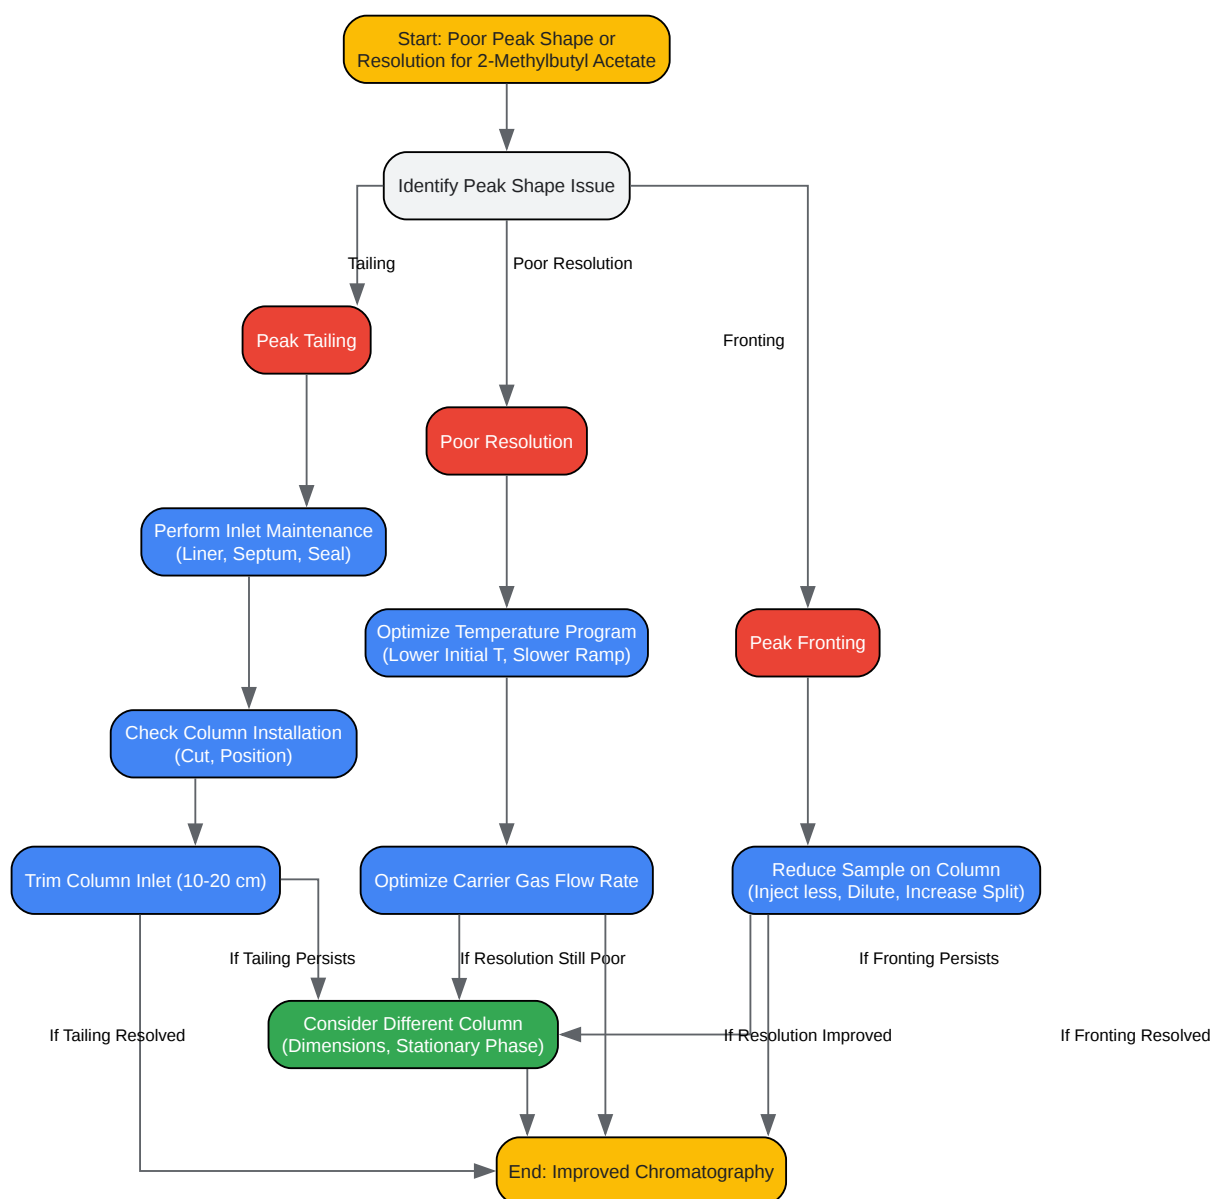 Start: Poor Peak Shape or
Resolution for 2-Methylbutyl Acetate
Identify Peak Shape Issue
Tailing
Poor Resolution
Fronting
Peak Tailing
Poor Resolution
Perform Inlet Maintenance
(Liner, Septum, Seal)
Optimize Temperature Program
(Lower Initial T, Slower Ramp)
Peak Fronting
Check Column Installation
(Cut, Position)
Trim Column Inlet (10-20 cm)
Optimize Carrier Gas Flow Rate
Reduce Sample on Column
(Inject less, Dilute, Increase Split)
If Tailing Persists
If Resolution Still Poor
If Fronting Persists
If Tailing Resolved
Consider Different Column
(Dimensions, Stationary Phase)
If Resolution Improved
If Fronting Resolved
End: Improved Chromatography